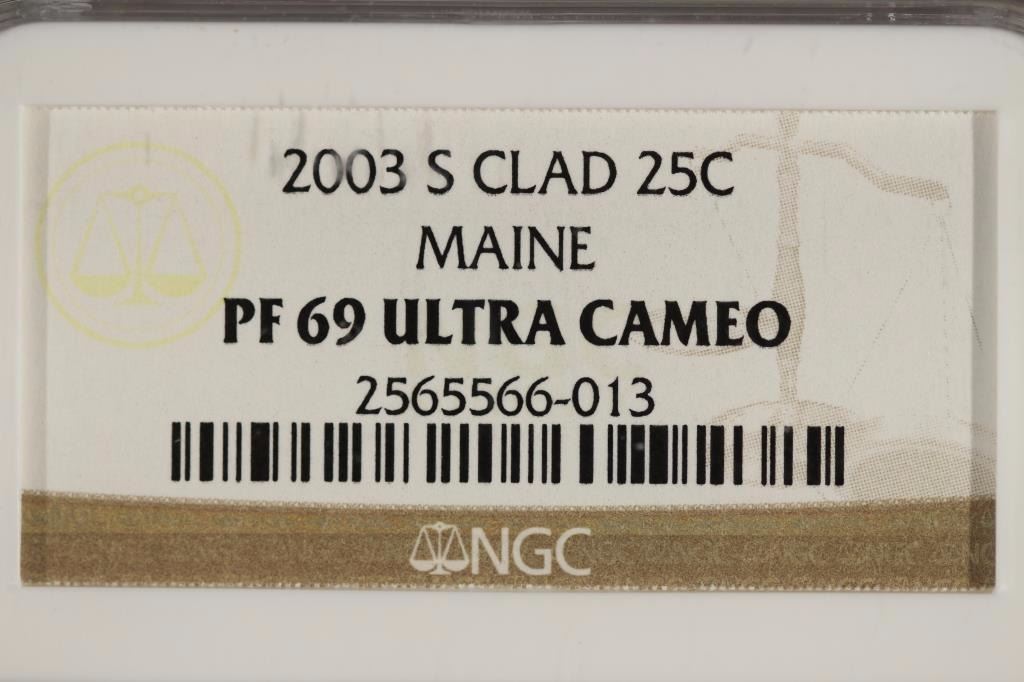 2003 S CLAD 25C
MAINE
PF 69 ULTRA CAMEO
2565566-013
NGC